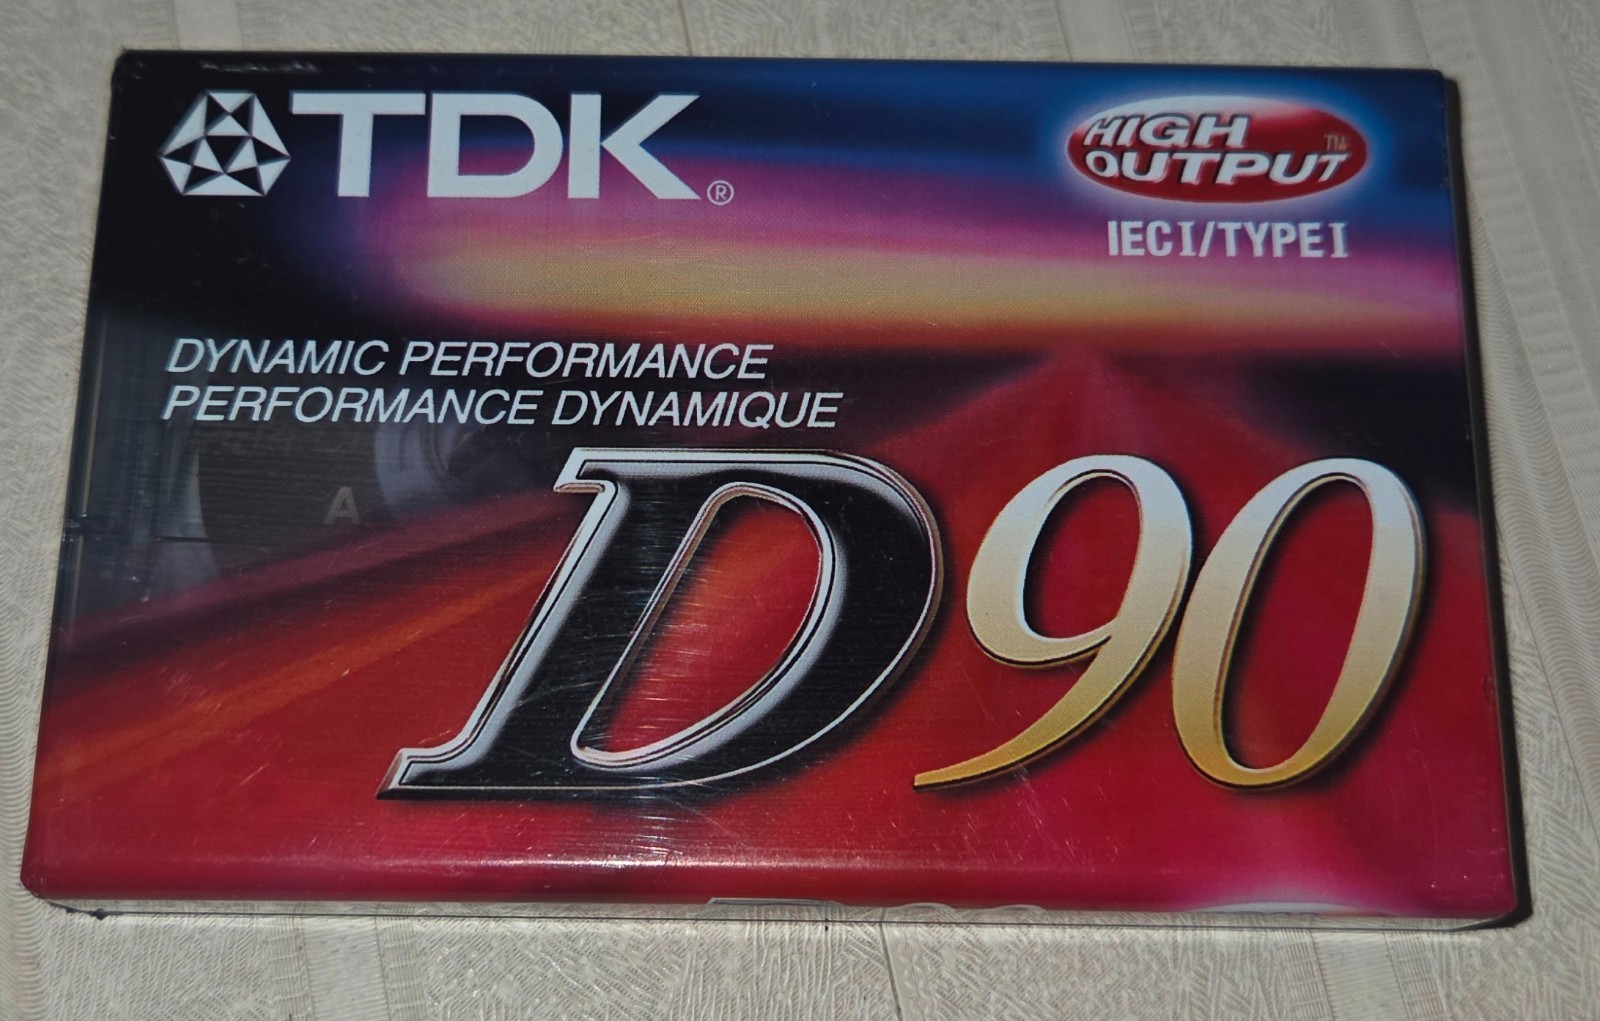 TDK®
HIGH
OUTPUT™
IEC I/TYPE I
DYNAMIC PERFORMANCE
PERFORMANCE DYNAMIQUE
A
D90